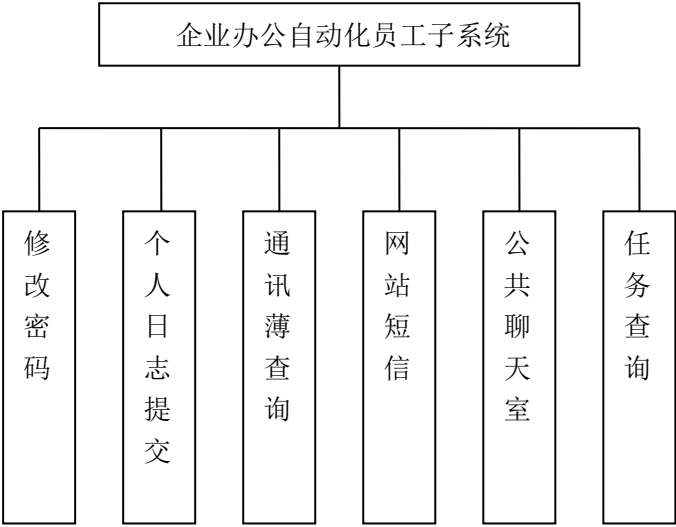 企业办公自动化员工子系统
修改密码
个人日志提交
通讯薄查询
网站短信
公共聊天室
任务查询